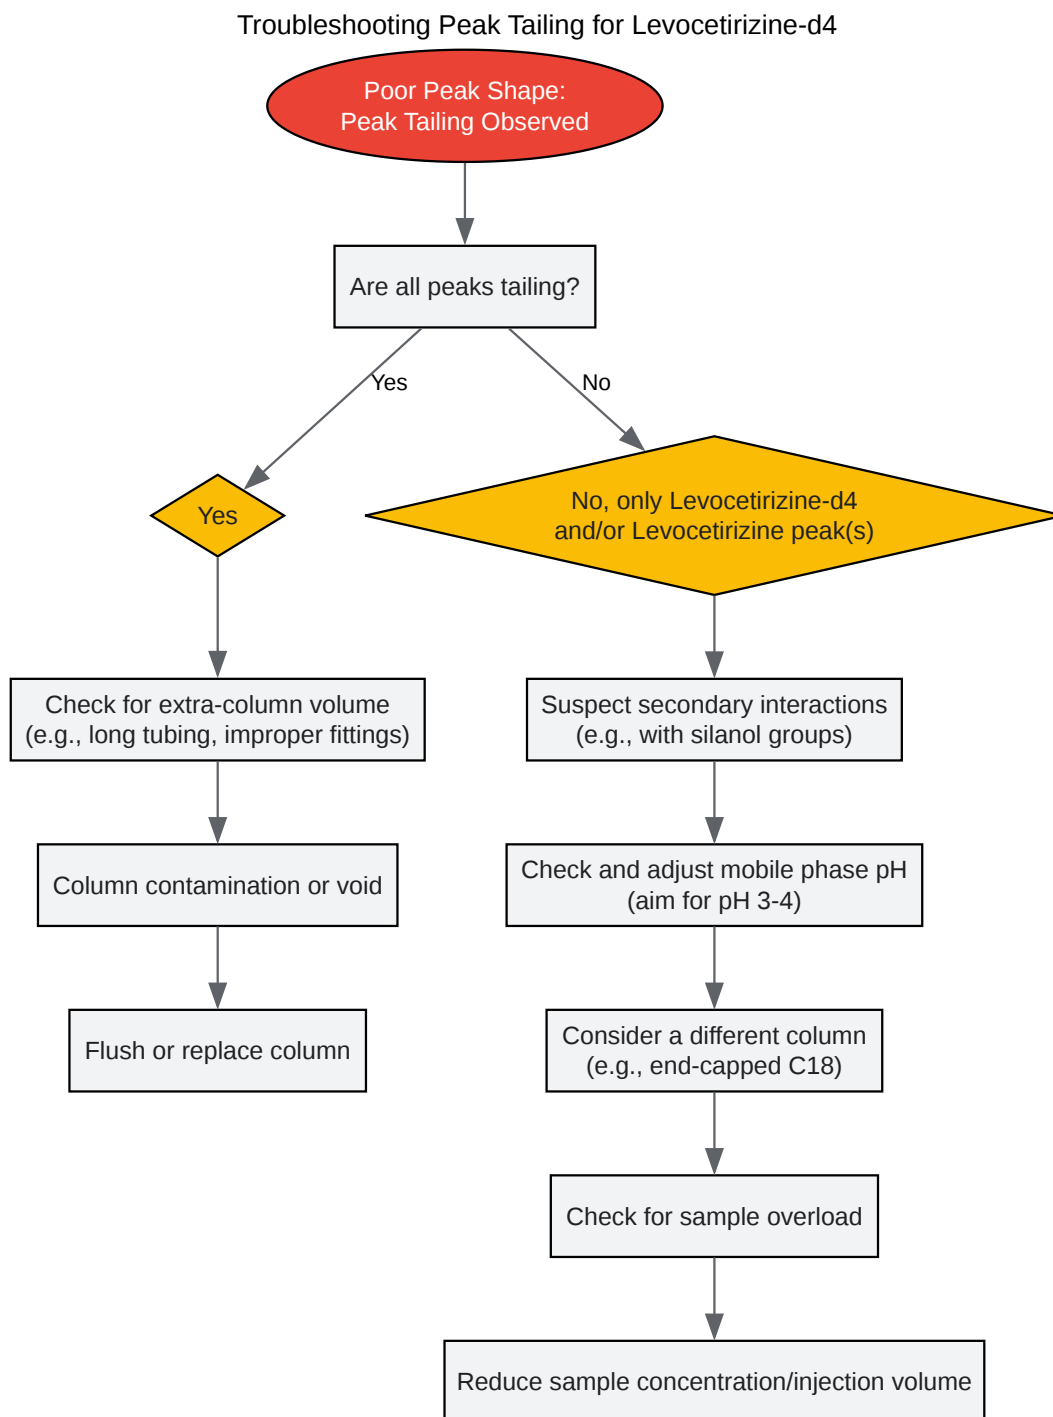 Troubleshooting Peak Tailing for Levocetirizine-d4
Poor Peak Shape:
Peak Tailing Observed
Are all peaks tailing?
Yes
No
Yes
No, only Levocetirizine-d4
and/or Levocetirizine peak(s)
Check for extra-column volume
(e.g., long tubing, improper fittings)
Suspect secondary interactions
(e.g., with silanol groups)
Column contamination or void
Check and adjust mobile phase pH
(aim for pH 3-4)
Flush or replace column
Consider a different column
(e.g., end-capped C18)
Check for sample overload
Reduce sample concentration/injection volume